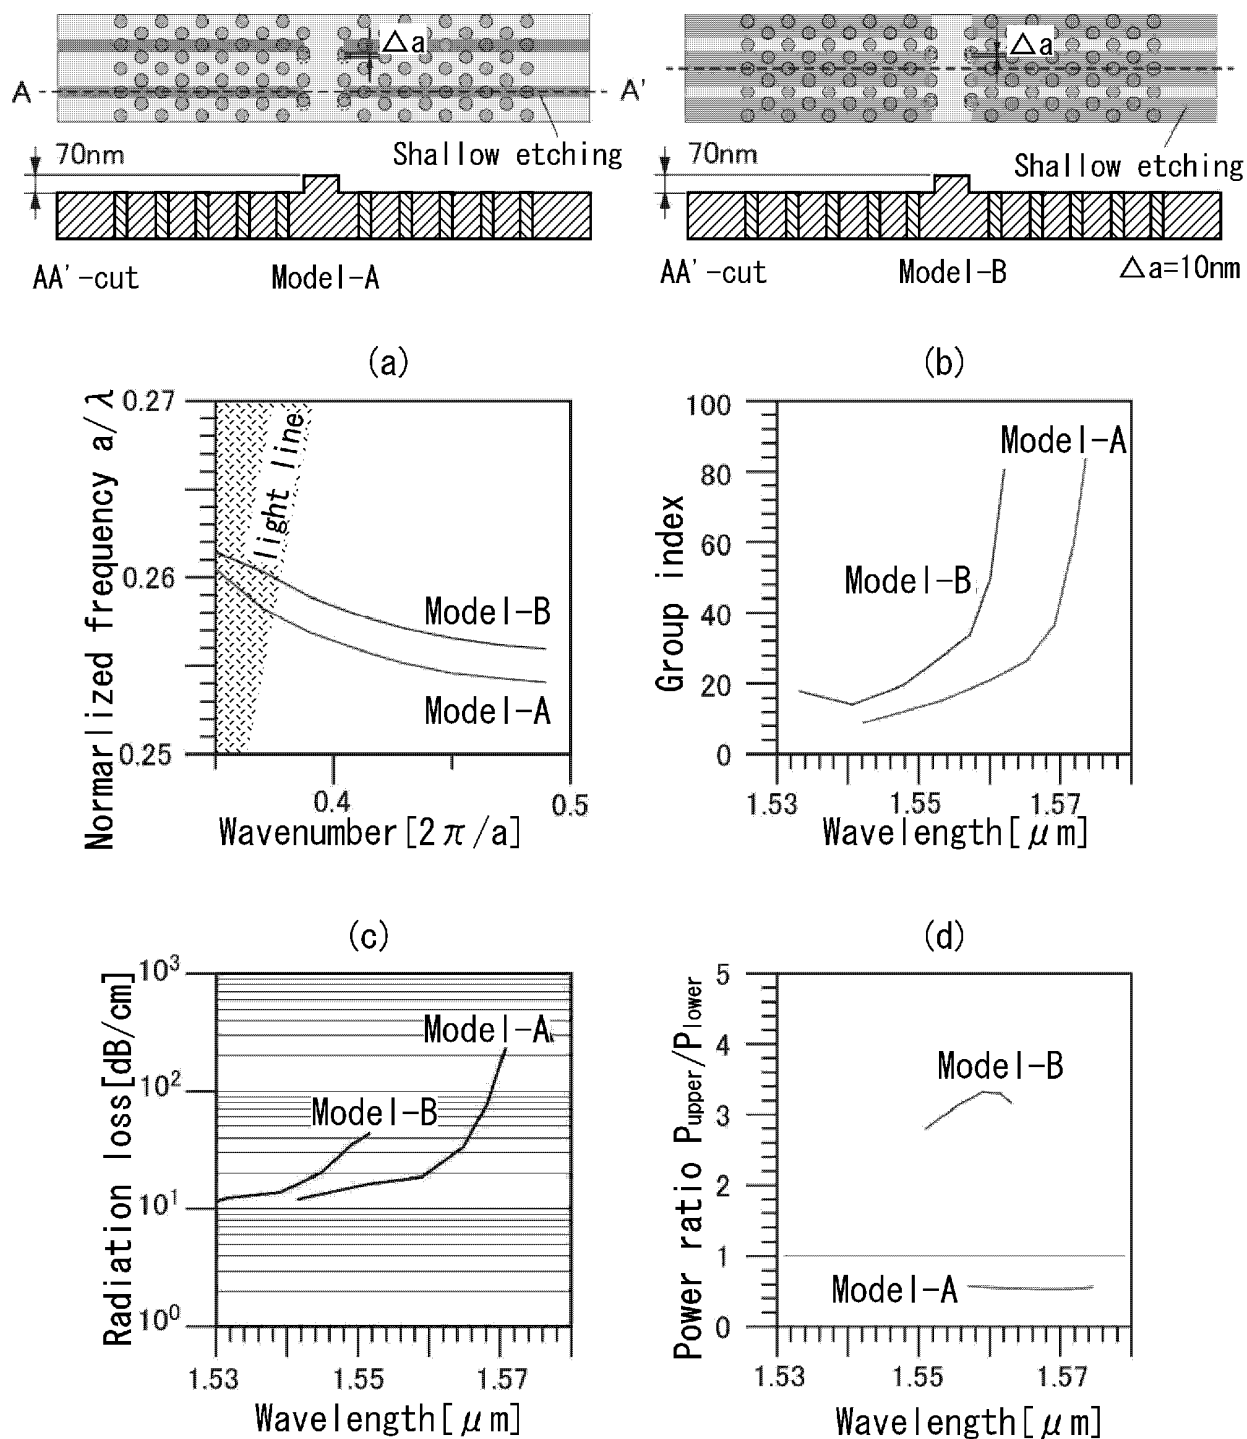 A
Δa
Shallow etching
70nm
AA'-cut
Model-A
A'
Δa
Shallow etching
70nm
AA'-cut
Model-B
Δa=10nm
(a)
Normarlized frequency a/λ
0.27
0.26
0.25
light line
Model-B
Model-A
0.4
0.5
Wavenumber[2π/a]
(b)
Group index
100
80
60
40
20
0
Model-A
Model-B
1.53
1.55
1.57
Wavelength[μm]
(c)
Radiation loss[dB/cm]
10³
10²
10¹
10⁰
Model-A
Model-B
1.53
1.55
1.57
Wavelength[μm]
(d)
Power ratio Pupper/Plower
5
4
3
2
1
0
Model-B
Model-A
1.53
1.55
1.57
Wavelength[μm]